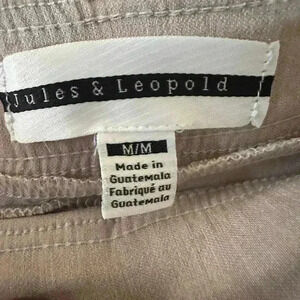 Jules & Leopold
M/M
Made in
Guatemala
Fabriqué au
Guatemala